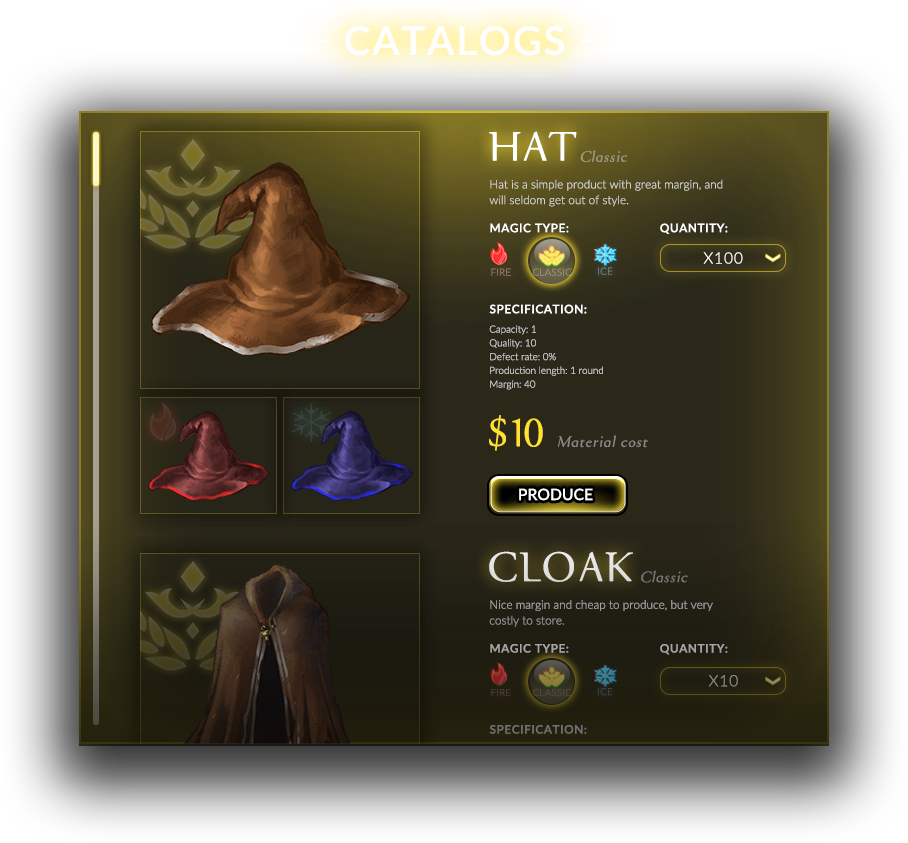 CATALOGS
HAT Classic
Hat is a simple product with great margin, and
will seldom get out of style.
MAGIC TYPE:
FIRE
CLASSIC
ICE
QUANTITY:
X100
SPECIFICATION:
Capacity: 1
Quality: 10
Defect rate: 0%
Production length: 1 round
Margin: 40
$10 Material cost
PRODUCE
CLOAK Classic
Nice margin and cheap to produce, but very
costly to store.
MAGIC TYPE:
FIRE
CLASSIC
ICE
QUANTITY:
X10
SPECIFICATION: